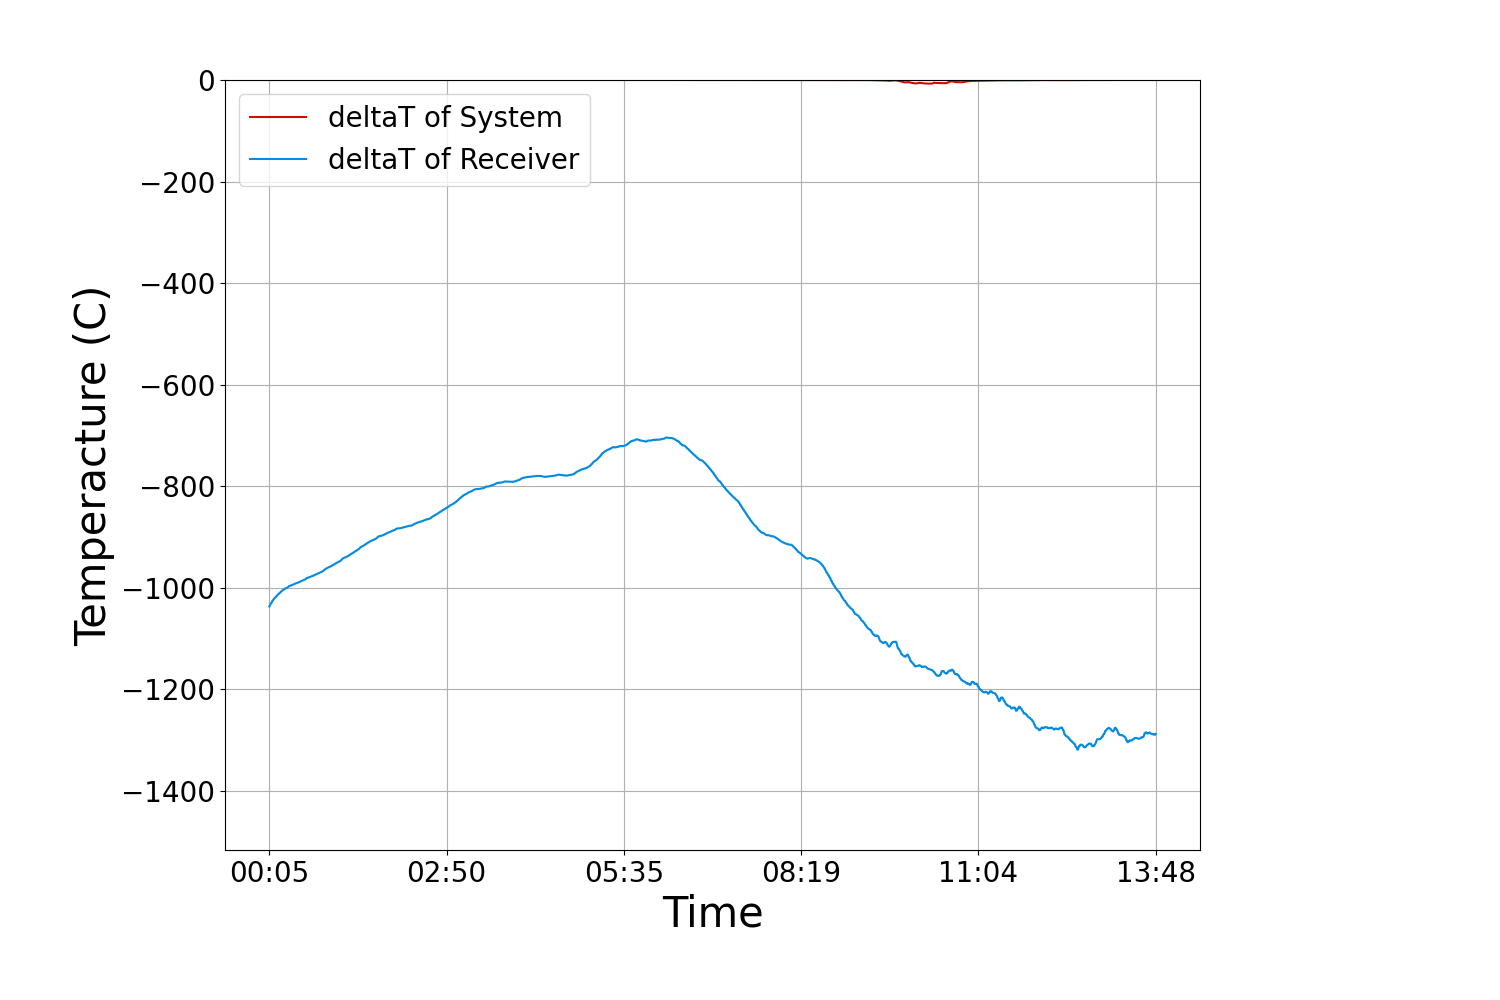 0
−200
−400
−600
−800
−1000
−1200
−1400
Temperacture (C)
deltaT of System
deltaT of Receiver
00:05 02:50 05:35 08:19 11:04 13:48
Time